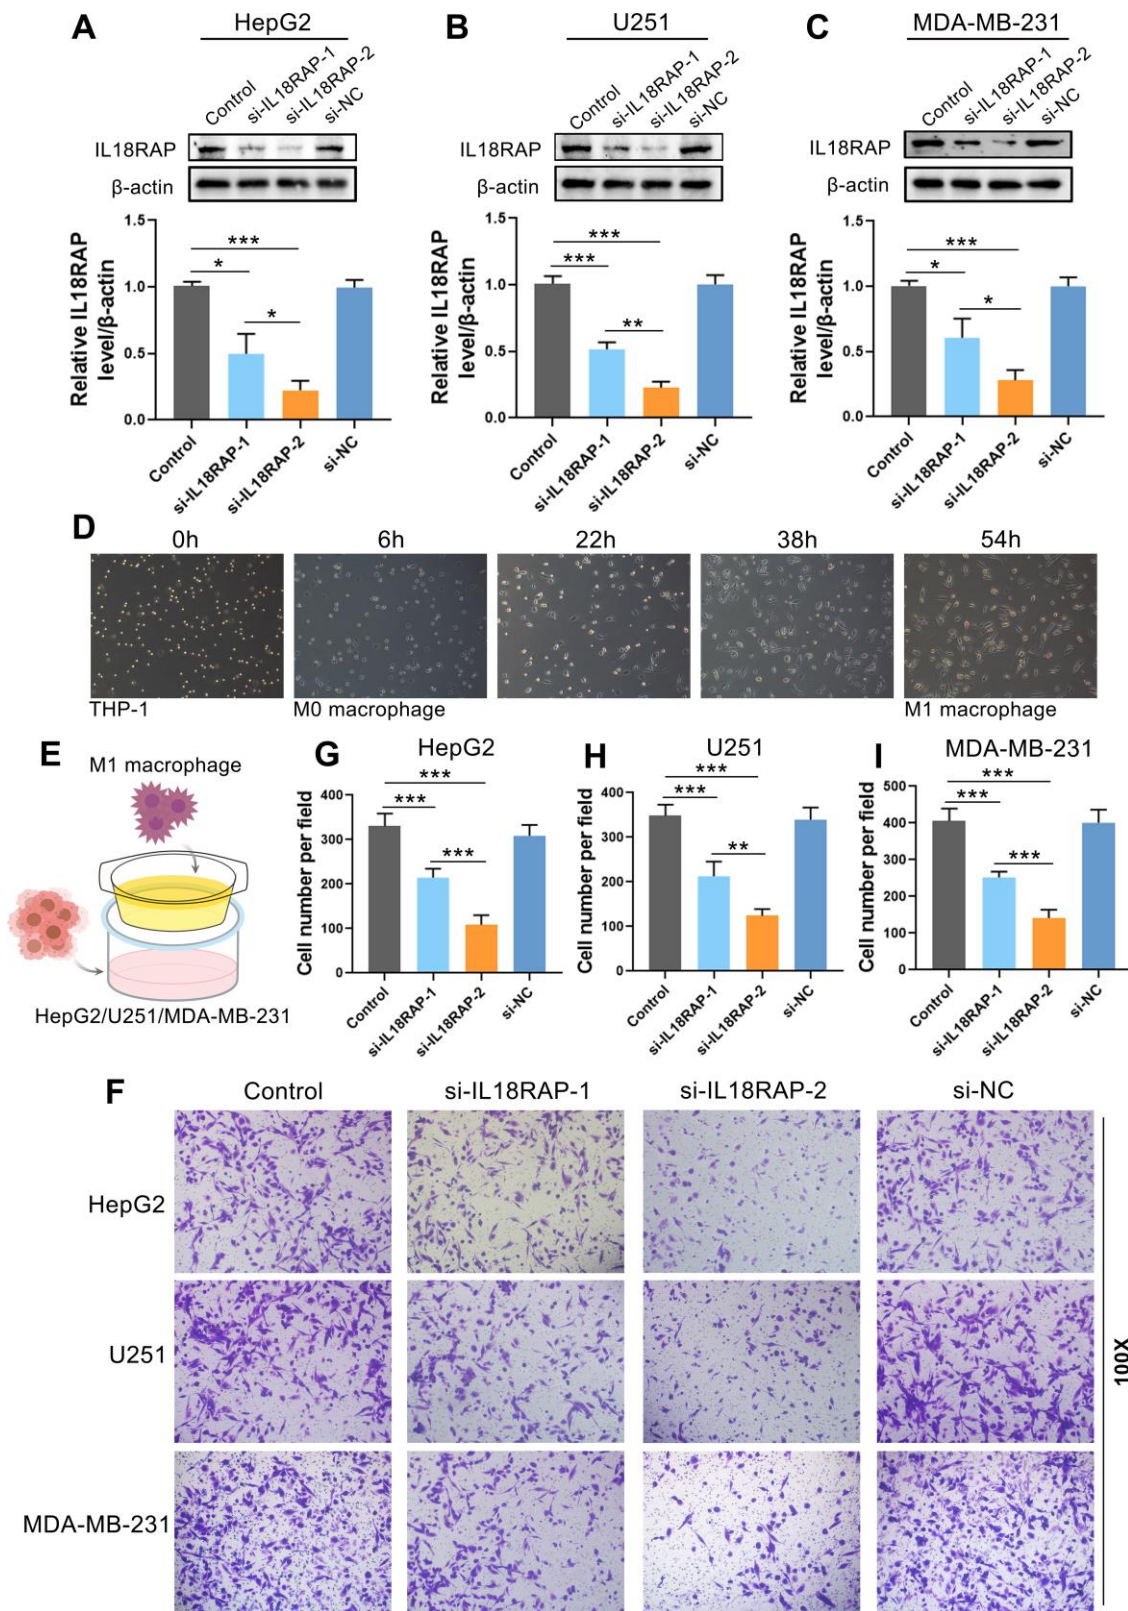 A HepG2
Control si-IL18RAP-1 si-IL18RAP-2 si-NC
IL18RAP
β-actin
Relative IL18RAP level/β-actin
1.5
1.0
0.5
0.0
***
*
*
Control si-IL18RAP-1 si-IL18RAP-2 si-NC
B U251
Control si-IL18RAP-1 si-IL18RAP-2 si-NC
IL18RAP
β-actin
Relative IL18RAP level/β-actin
1.5
1.0
0.5
0.0
***
***
**
Control si-IL18RAP-1 si-IL18RAP-2 si-NC
C MDA-MB-231
Control si-IL18RAP-1 si-IL18RAP-2 si-NC
IL18RAP
β-actin
Relative IL18RAP level/β-actin
1.5
1.0
0.5
0.0
***
*
*
Control si-IL18RAP-1 si-IL18RAP-2 si-NC
D
0h 6h 22h 38h 54h
THP-1 M0 macrophage M1 macrophage
E
M1 macrophage
HepG2/U251/MDA-MB-231
G HepG2
Cell number per field
400
300
200
100
0
***
***
***
Control si-IL18RAP-1 si-IL18RAP-2 si-NC
H U251
Cell number per field
400
300
200
100
0
***
***
**
Control si-IL18RAP-1 si-IL18RAP-2 si-NC
I MDA-MB-231
Cell number per field
500
400
300
200
100
0
***
***
***
Control si-IL18RAP-1 si-IL18RAP-2 si-NC
F
Control si-IL18RAP-1 si-IL18RAP-2 si-NC
HepG2
U251
MDA-MB-231
100X